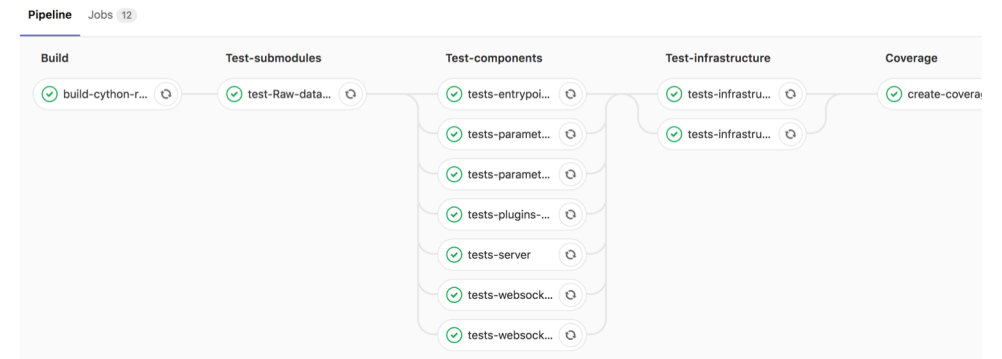 Pipeline Jobs 12
Build Test-submodules Test-components Test-infrastructure Coverage
build-cython-r... test-Raw-data... tests-entrypoi... tests-infrastru... create-coverag
tests-paramet... tests-infrastru...
tests-paramet...
tests-plugins-...
tests-server
tests-websock...
tests-websock...